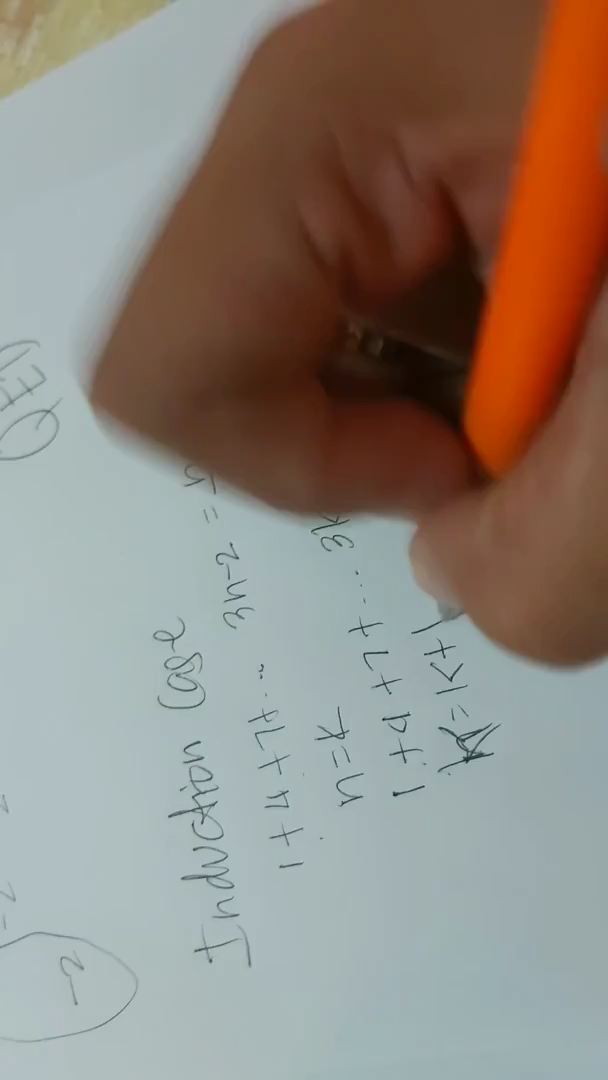 QED
-2
Induction Case
1 + 4 + 7 + ... 3n-2 =
n = k
1 + 4 + 7 + ... 3k
k = k+1